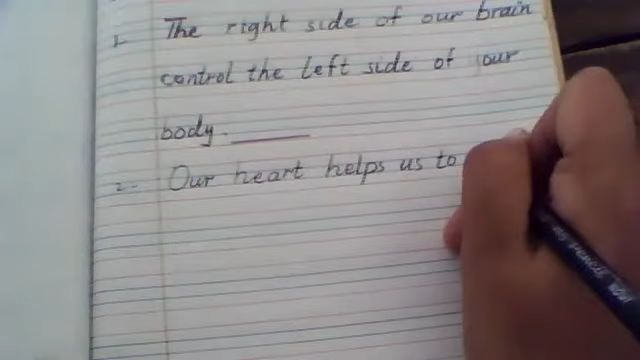 1. The right side of our brain
control the left side of your
body. ______
2. Our heart helps us to